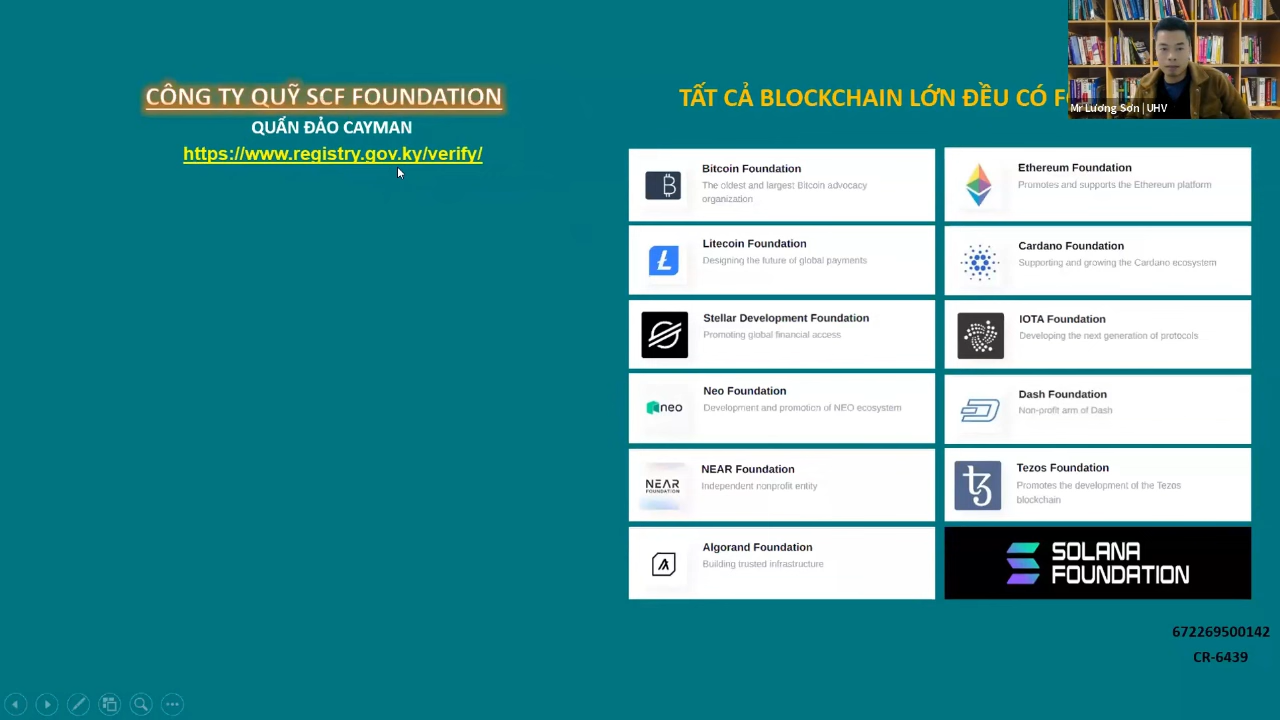 CÔNG TY QUỸ SCF FOUNDATION
QUẨN ĐẢO CAYMAN
https://www.registry.gov.ky/verify/
TẤT CẢ BLOCKCHAIN LỚN ĐỀU CÓ
Mr Lương Sơn | UHV
Bitcoin Foundation
The oldest and largest Bitcoin advocacy
organization
Ethereum Foundation
Promotes and supports the Ethereum platform
Litecoin Foundation
Designing the future of global payments
Cardano Foundation
Supporting and growing the Cardano ecosystem
Stellar Development Foundation
Promoting global financial access
IOTA Foundation
Developing the next generation of protocols
Neo Foundation
Development and promotion of NEO ecosystem
neo
Dash Foundation
Non-profit arm of Dash
NEAR Foundation
Independent nonprofit entity
NEAR
FOUNDATION
Tezos Foundation
Promotes the development of the Tezos
blockchain
Algorand Foundation
Building trusted infrastructure
SOLANA
FOUNDATION
672269500142
CR-6439